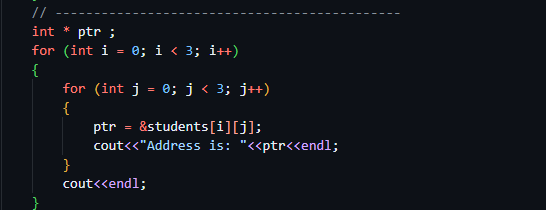 // ---------------------------------------------
int * ptr ;
for (int i = 0; i < 3; i++)
{
for (int j = 0; j < 3; j++)
{
ptr = &students[i][j];
cout<<"Address is: "<<ptr<<endl;
}
cout<<endl;
}